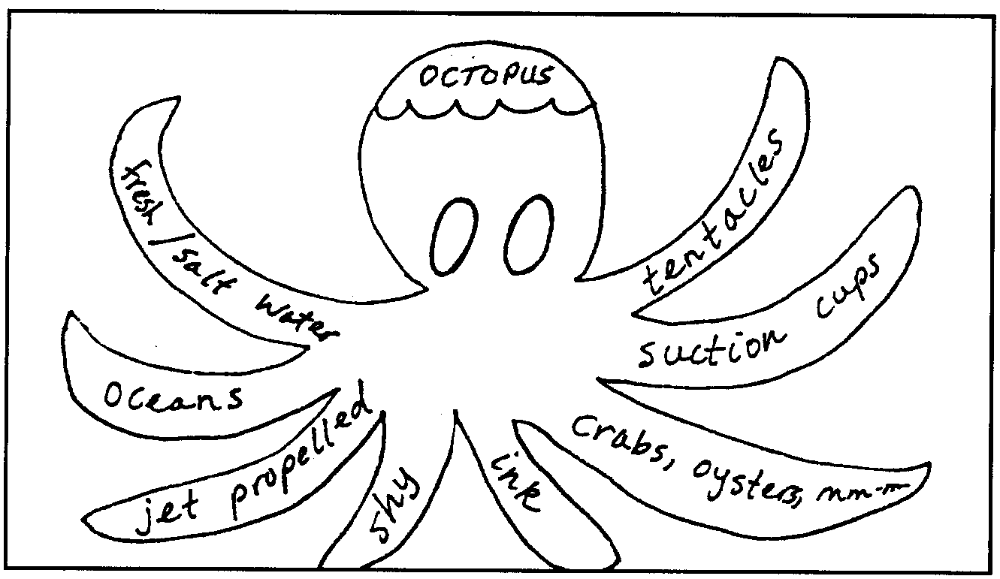 OCTOPUS
fresh/salt water
oceans
jet propelled
shy
ink
crabs, oysters, mm-m
suction cups
tentacles